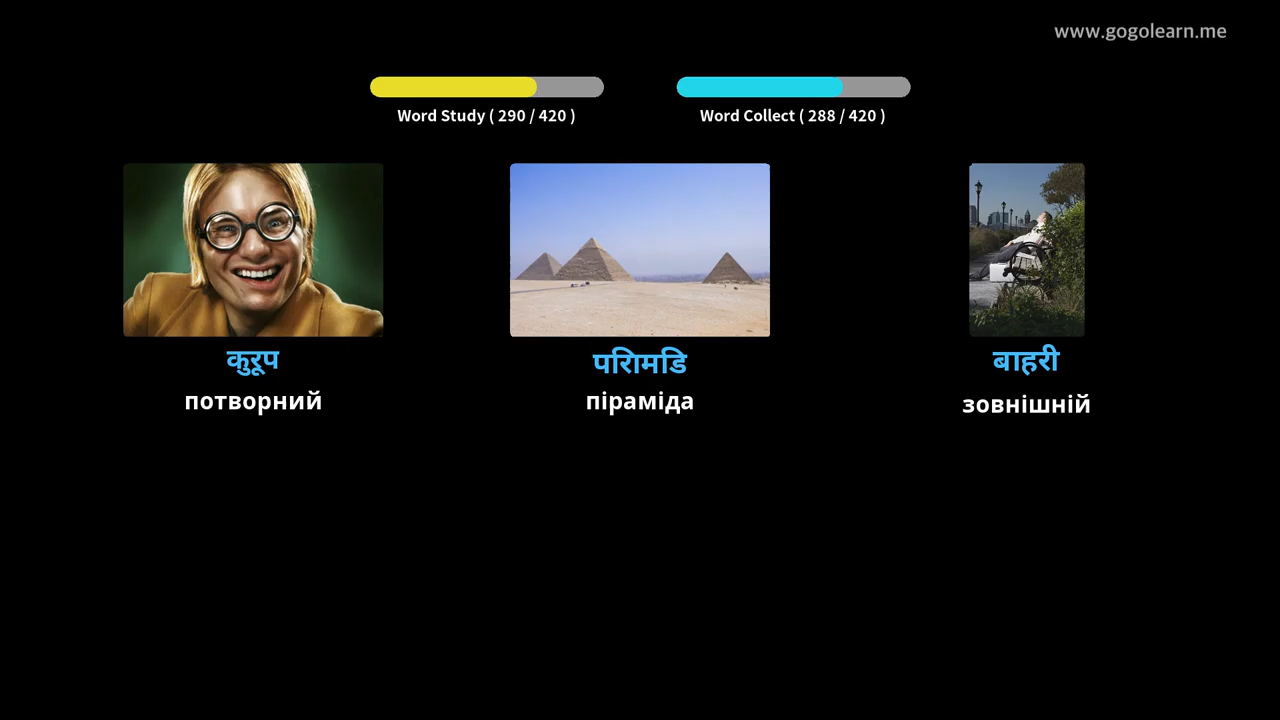 www.gogolearn.me
Word Study ( 290 / 420 )
Word Collect ( 288 / 420 )
कुरूप
परिामडि
बाहरी
потворний
піраміда
зовнішній